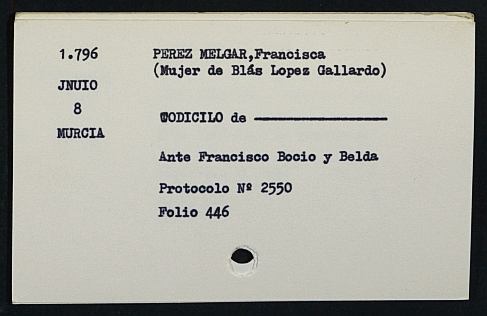 1.796
JNUIO
8
MURCIA
PEREZ MELGAR,Francisca
(Mujer de Blás Lopez Gallardo)
CODICILO de
Ante Francisco Bocio y Belda
Protocolo Nº 2550
Folio 446